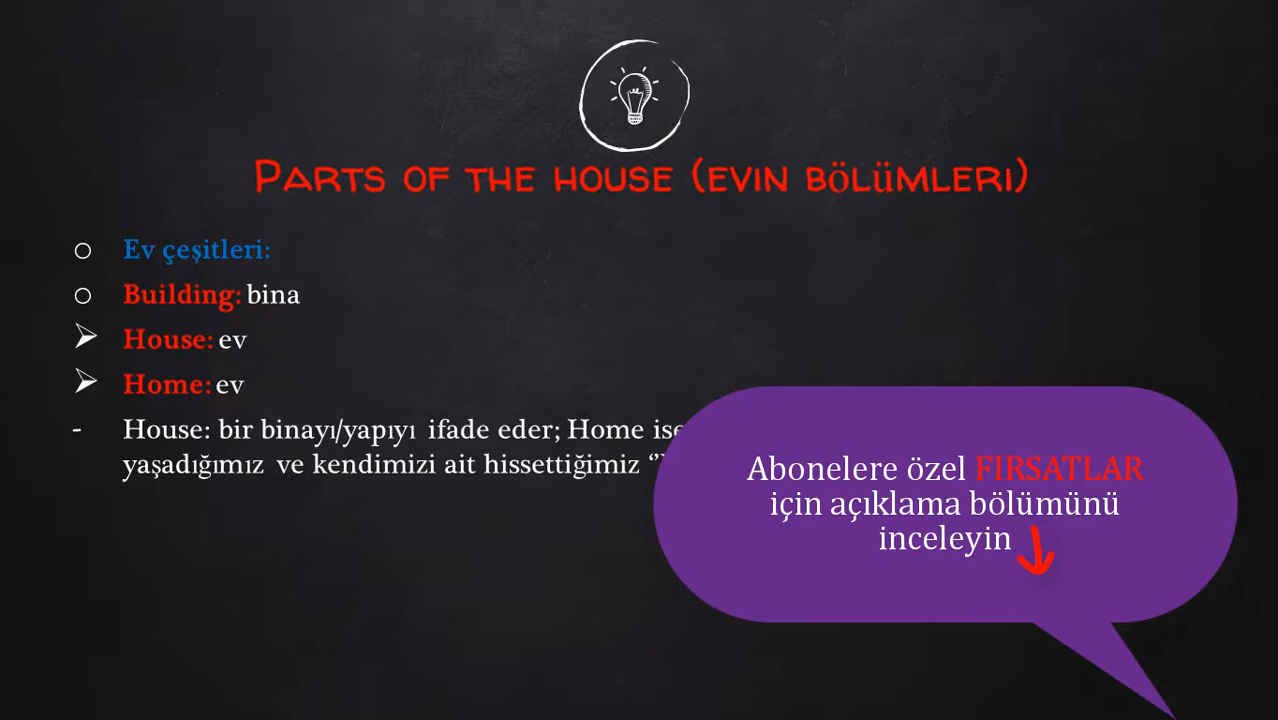 PARTS OF THE HOUSE (EVIN BÖLÜMLERI)
Ev çeşitleri:
Building: bina
House: ev
Home: ev
- House: bir binayı/yapıyı ifade eder; Home ise
yaşadığımız ve kendimizi ait hissettiğimiz
Abonelere özel FIRSATLAR
için açıklama bölümünü
inceleyin